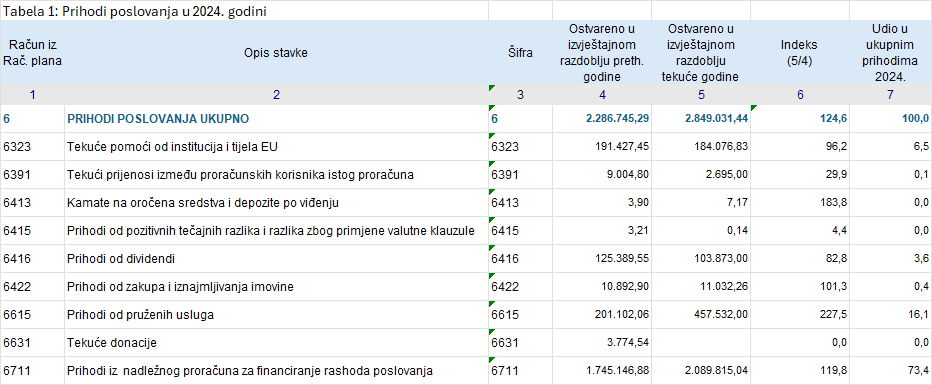 Tabela 1: Prihodi poslovanja u 2024. godini
Račun iz Rač. plana | Opis stavke | Šifra | Ostvareno u izvještajnom razdoblju preth. godine | Ostvareno u izvještajnom razdoblju tekuće godine | Indeks (5/4) | Udio u ukupnim prihodima 2024.
1 | 2 | 3 | 4 | 5 | 6 | 7
6 | PRIHODI POSLOVANJA UKUPNO | 6 | 2.286.745,29 | 2.849.031,44 | 124,6 | 100,0
6323 | Tekuće pomoći od institucija i tijela EU | 6323 | 191.427,45 | 184.076,83 | 96,2 | 6,5
6391 | Tekući prijenosi između proračunskih korisnika istog proračuna | 6391 | 9.004,80 | 2.695,00 | 29,9 | 0,1
6413 | Kamate na oročena sredstva i depozite po viđenju | 6413 | 3,90 | 7,17 | 183,8 | 0,0
6415 | Prihodi od pozitivnih tečajnih razlika i razlika zbog primjene valutne klauzule | 6415 | 3,21 | 0,14 | 4,4 | 0,0
6416 | Prihodi od dividendi | 6416 | 125.389,55 | 103.873,00 | 82,8 | 3,6
6422 | Prihodi od zakupa i iznajmljivanja imovine | 6422 | 10.892,90 | 11.032,26 | 101,3 | 0,4
6615 | Prihodi od pruženih usluga | 6615 | 201.102,06 | 457.532,00 | 227,5 | 16,1
6631 | Tekuće donacije | 6631 | 3.774,54 | | 0,0 | 0,0
6711 | Prihodi iz nadležnog proračuna za financiranje rashoda poslovanja | 6711 | 1.745.146,88 | 2.089.815,04 | 119,8 | 73,4